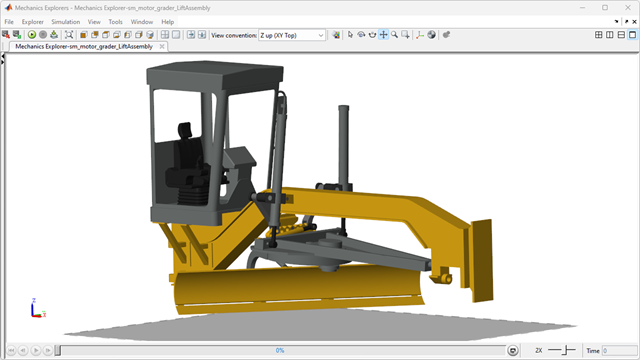 Mechanics Explorers - Mechanics Explorer-sm_motor_grader_LiftAssembly
Explorer Simulation View Tools Window Help
View convention: Z up (XY Top)
Mechanics Explorer-sm_motor_grader_LiftAssembly
Z
X
0%
2X
Time 0